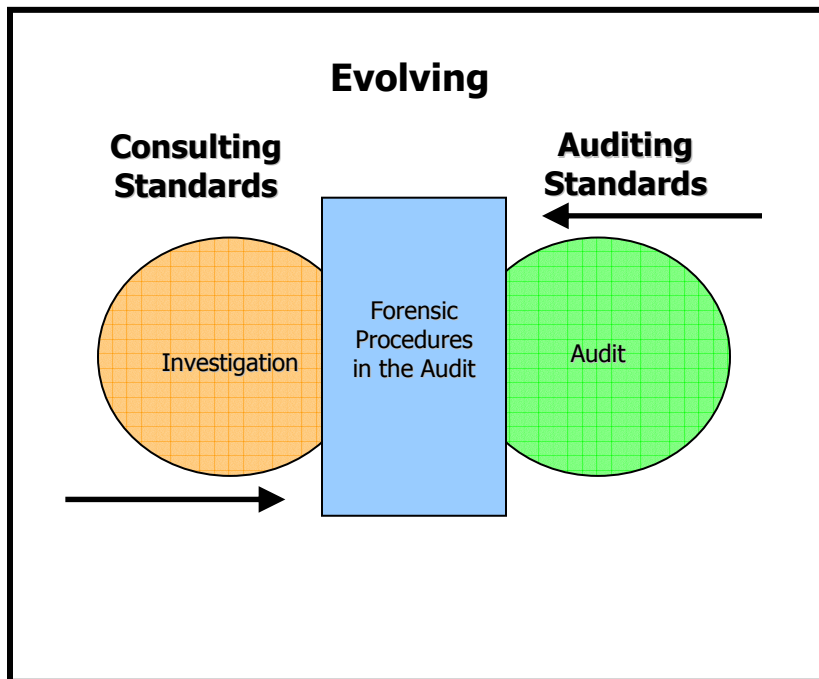 Evolving
Consulting
Standards
Auditing
Standards
Investigation
Forensic
Procedures
in the Audit
Audit